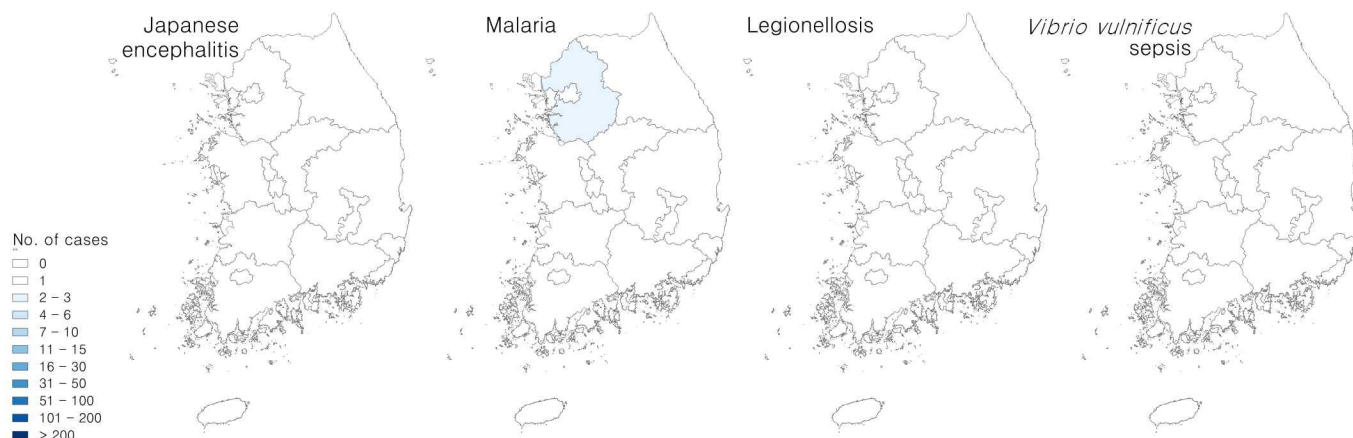 Japanese
encephalitis
Malaria
Legionellosis
Vibrio vulnificus
sepsis
No. of cases
0
1
2 – 3
4 – 6
7 – 10
11 – 15
16 – 30
31 – 50
51 – 100
101 – 200
> 200